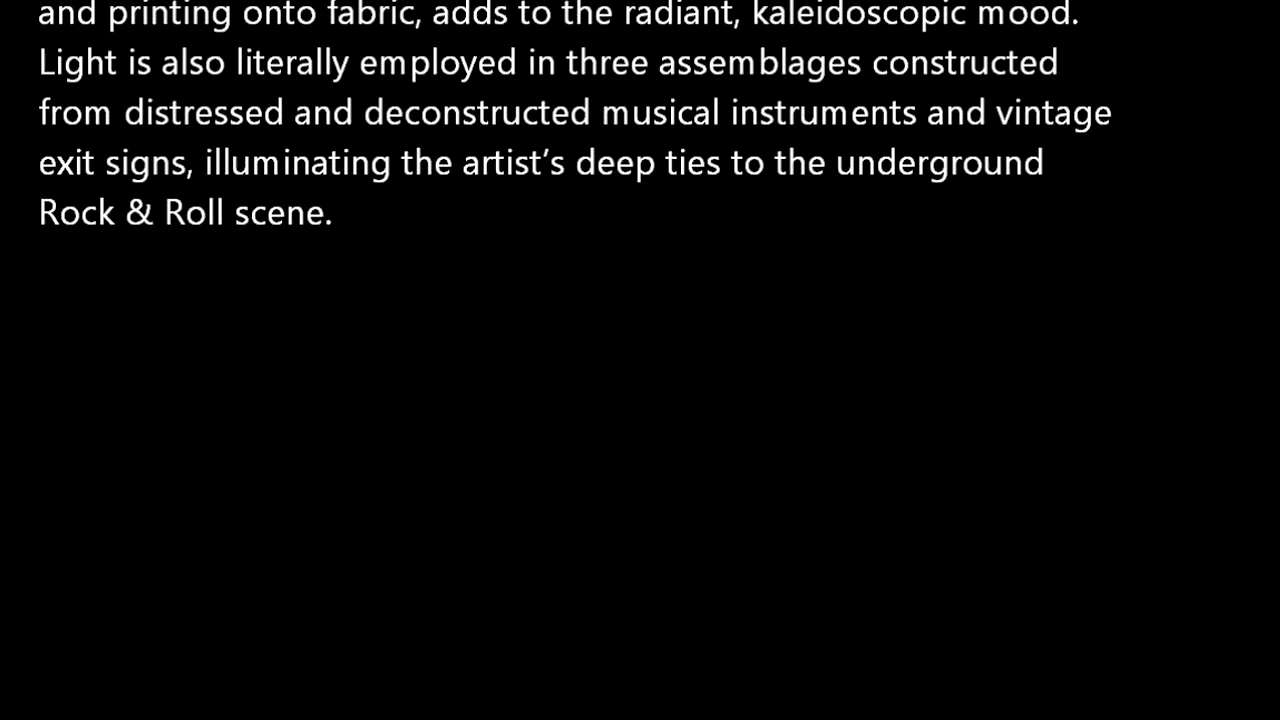 and printing onto fabric, adds to the radiant, kaleidoscopic mood.
Light is also literally employed in three assemblages constructed
from distressed and deconstructed musical instruments and vintage
exit signs, illuminating the artist’s deep ties to the underground
Rock & Roll scene.